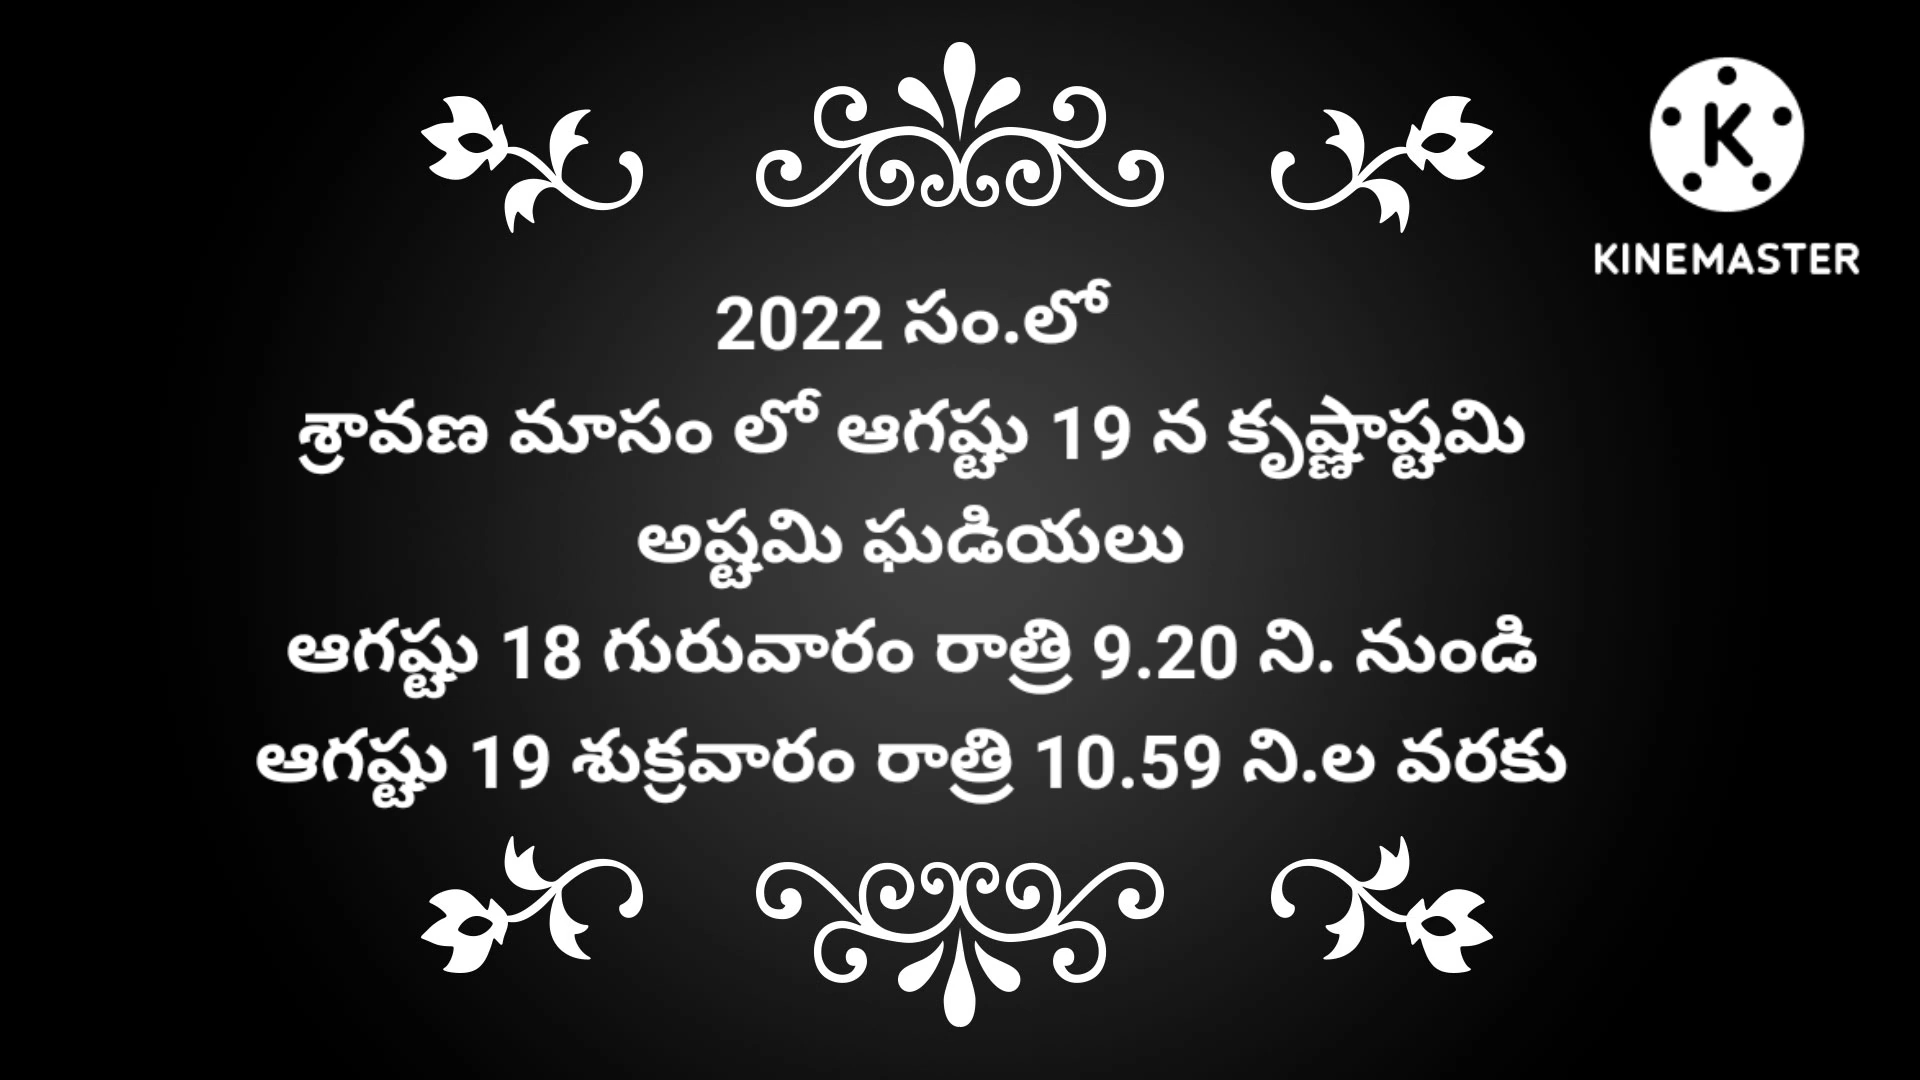 K
KINEMASTER
2022 సం.లో
శ్రావణ మాసం లో ఆగష్టు 19 న కృష్ణాష్టమి
అష్టమి ఘడియలు
ఆగష్టు 18 గురువారం రాత్రి 9.20 ని. నుండి
ఆగష్టు 19 శుక్రవారం రాత్రి 10.59 ని.ల వరకు